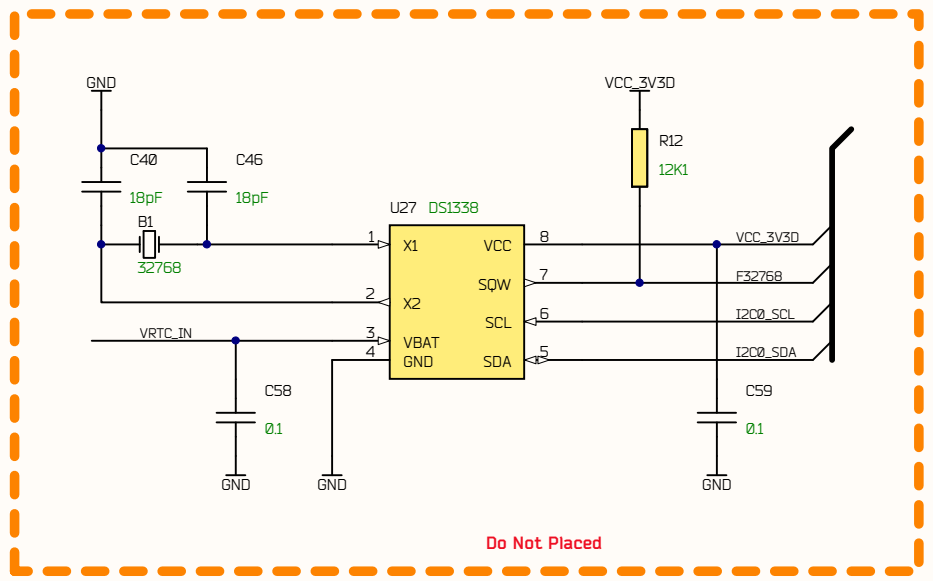 GND
VCC_3V3D
C40
C46
R12
18pF
18pF
12K1
B1
U27 DS1338
32768
1
X1
VCC
8
VCC_3V3D
SQW
7
F32768
2
X2
SCL
6
I2C0_SCL
VRTC_IN
3
VBAT
4
GND
SDA
5
I2C0_SDA
C58
C59
0.1
0.1
GND
GND
GND
Do Not Placed